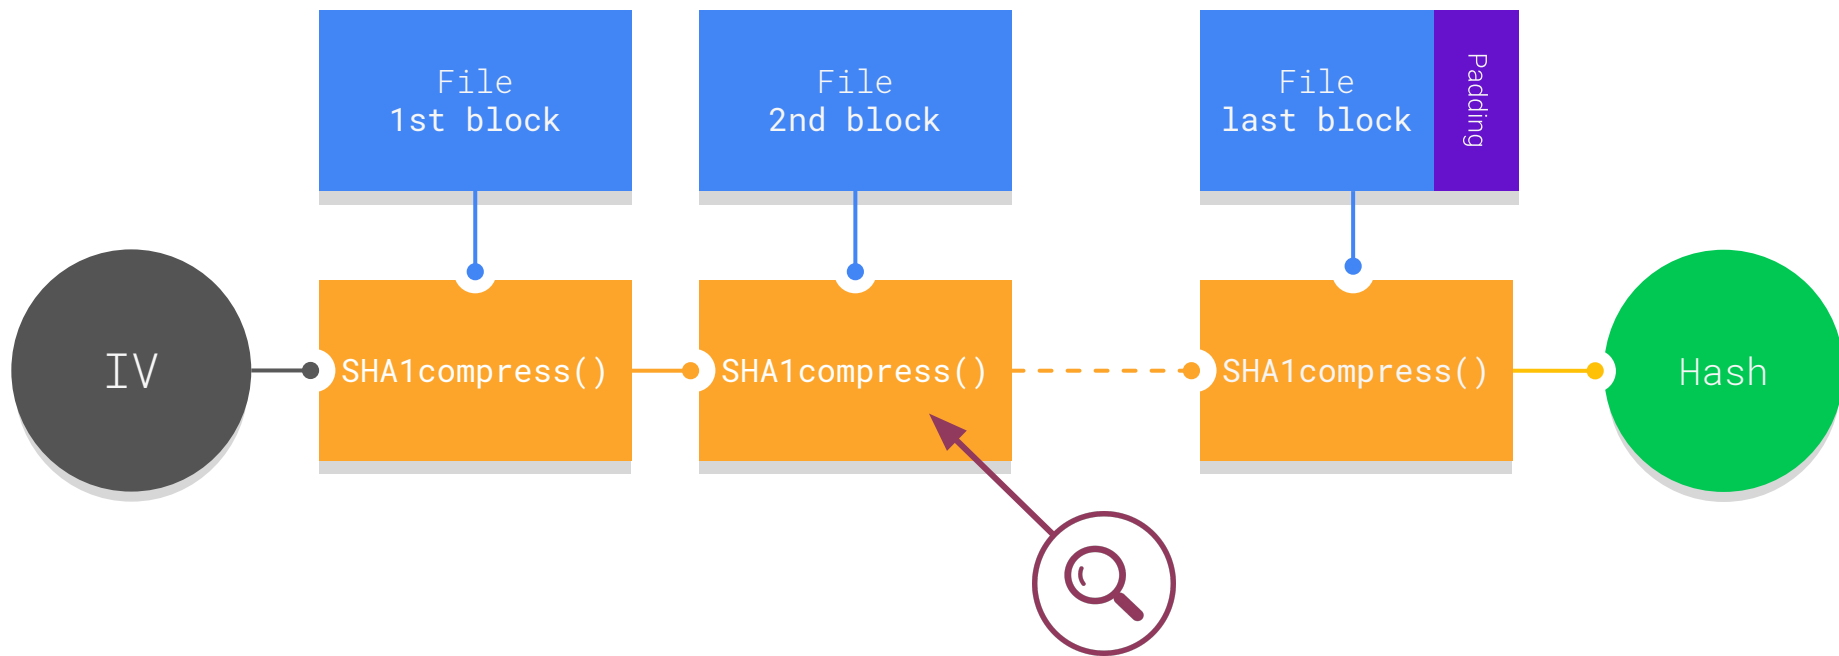 File
1st block
File
2nd block
File
last block
Padding
IV
SHA1compress()
SHA1compress()
SHA1compress()
Hash